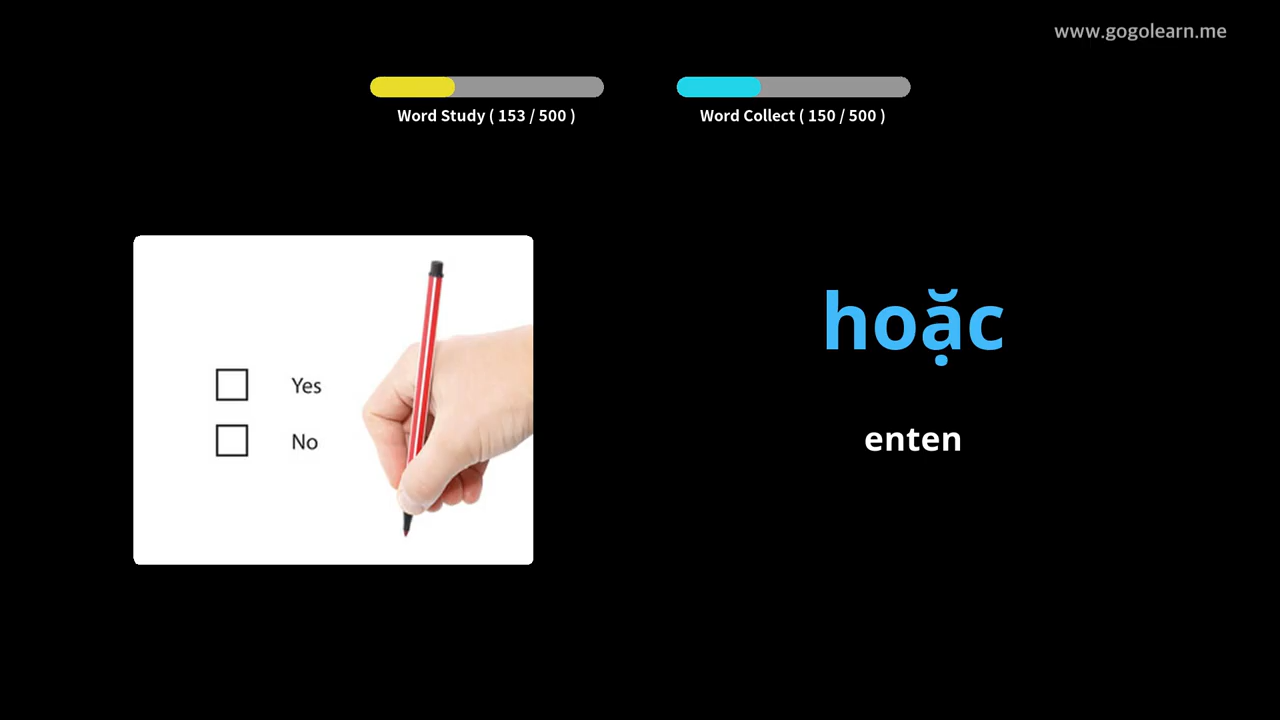 www.gogolearn.me
Word Study ( 153 / 500 )
Word Collect ( 150 / 500 )
Yes
No
hoặc
enten